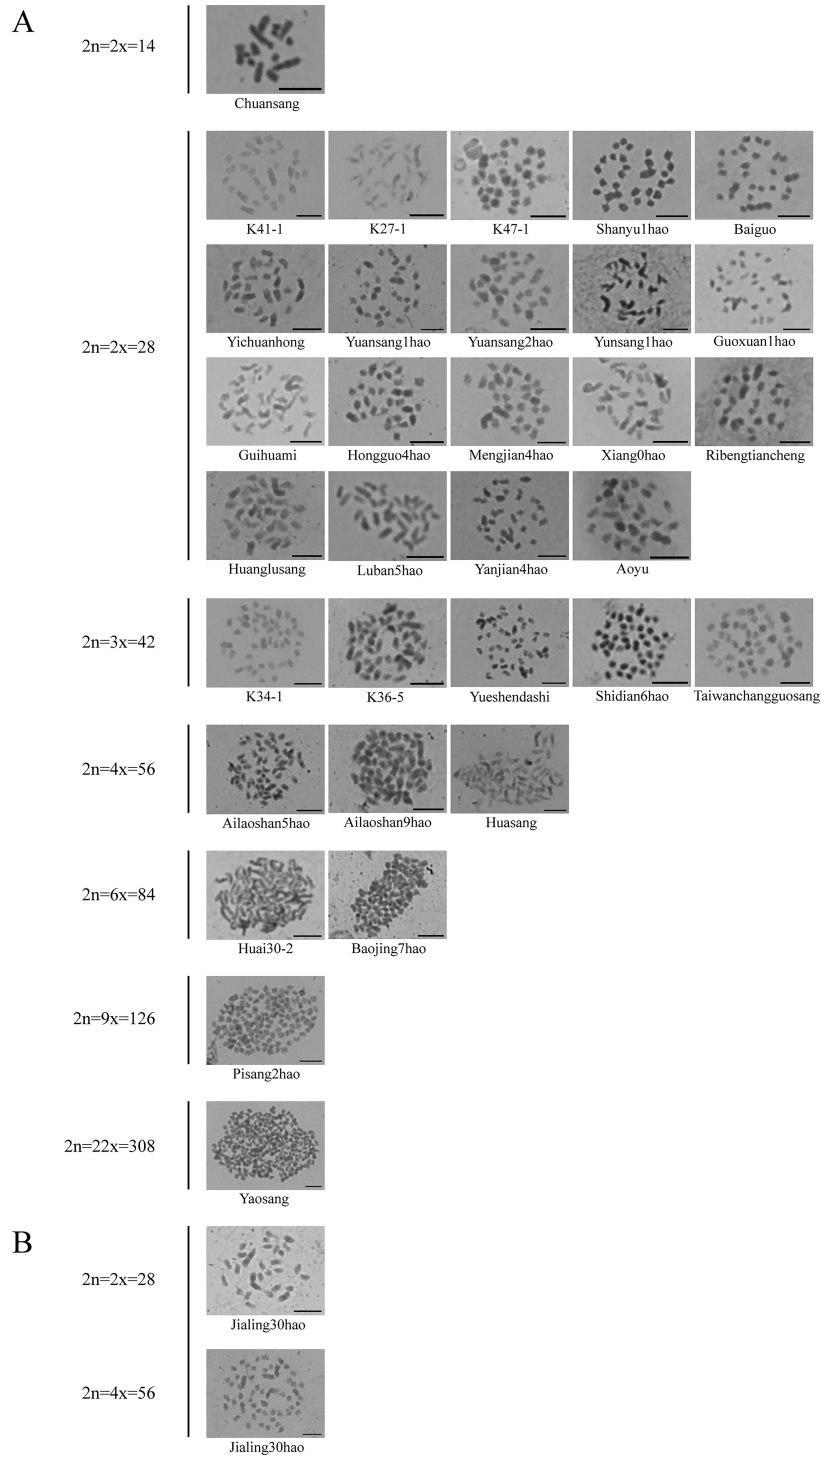 A
2n=2x=14
Chuansang
K41-1 K27-1 K47-1 Shanyu1hao Baiguo
Yichuanhong Yuansang1hao Yuansang2hao Yunsang1hao Guoxuan1hao
2n=2x=28
Guihuami Hongguo4hao Mengjian4hao Xiang0hao Ribengtiancheng
Huanglusang Luban5hao Yanjian4hao Aoyu
2n=3x=42
K34-1 K36-5 Yueshendashi Shidian6hao Taiwanchangguosang
2n=4x=56
Ailaoshan5hao Ailaoshan9hao Huasang
2n=6x=84
Huai30-2 Baojing7hao
2n=9x=126
Pisang2hao
2n=22x=308
Yaosang
B
2n=2x=28
Jialing30hao
2n=4x=56
Jialing30hao